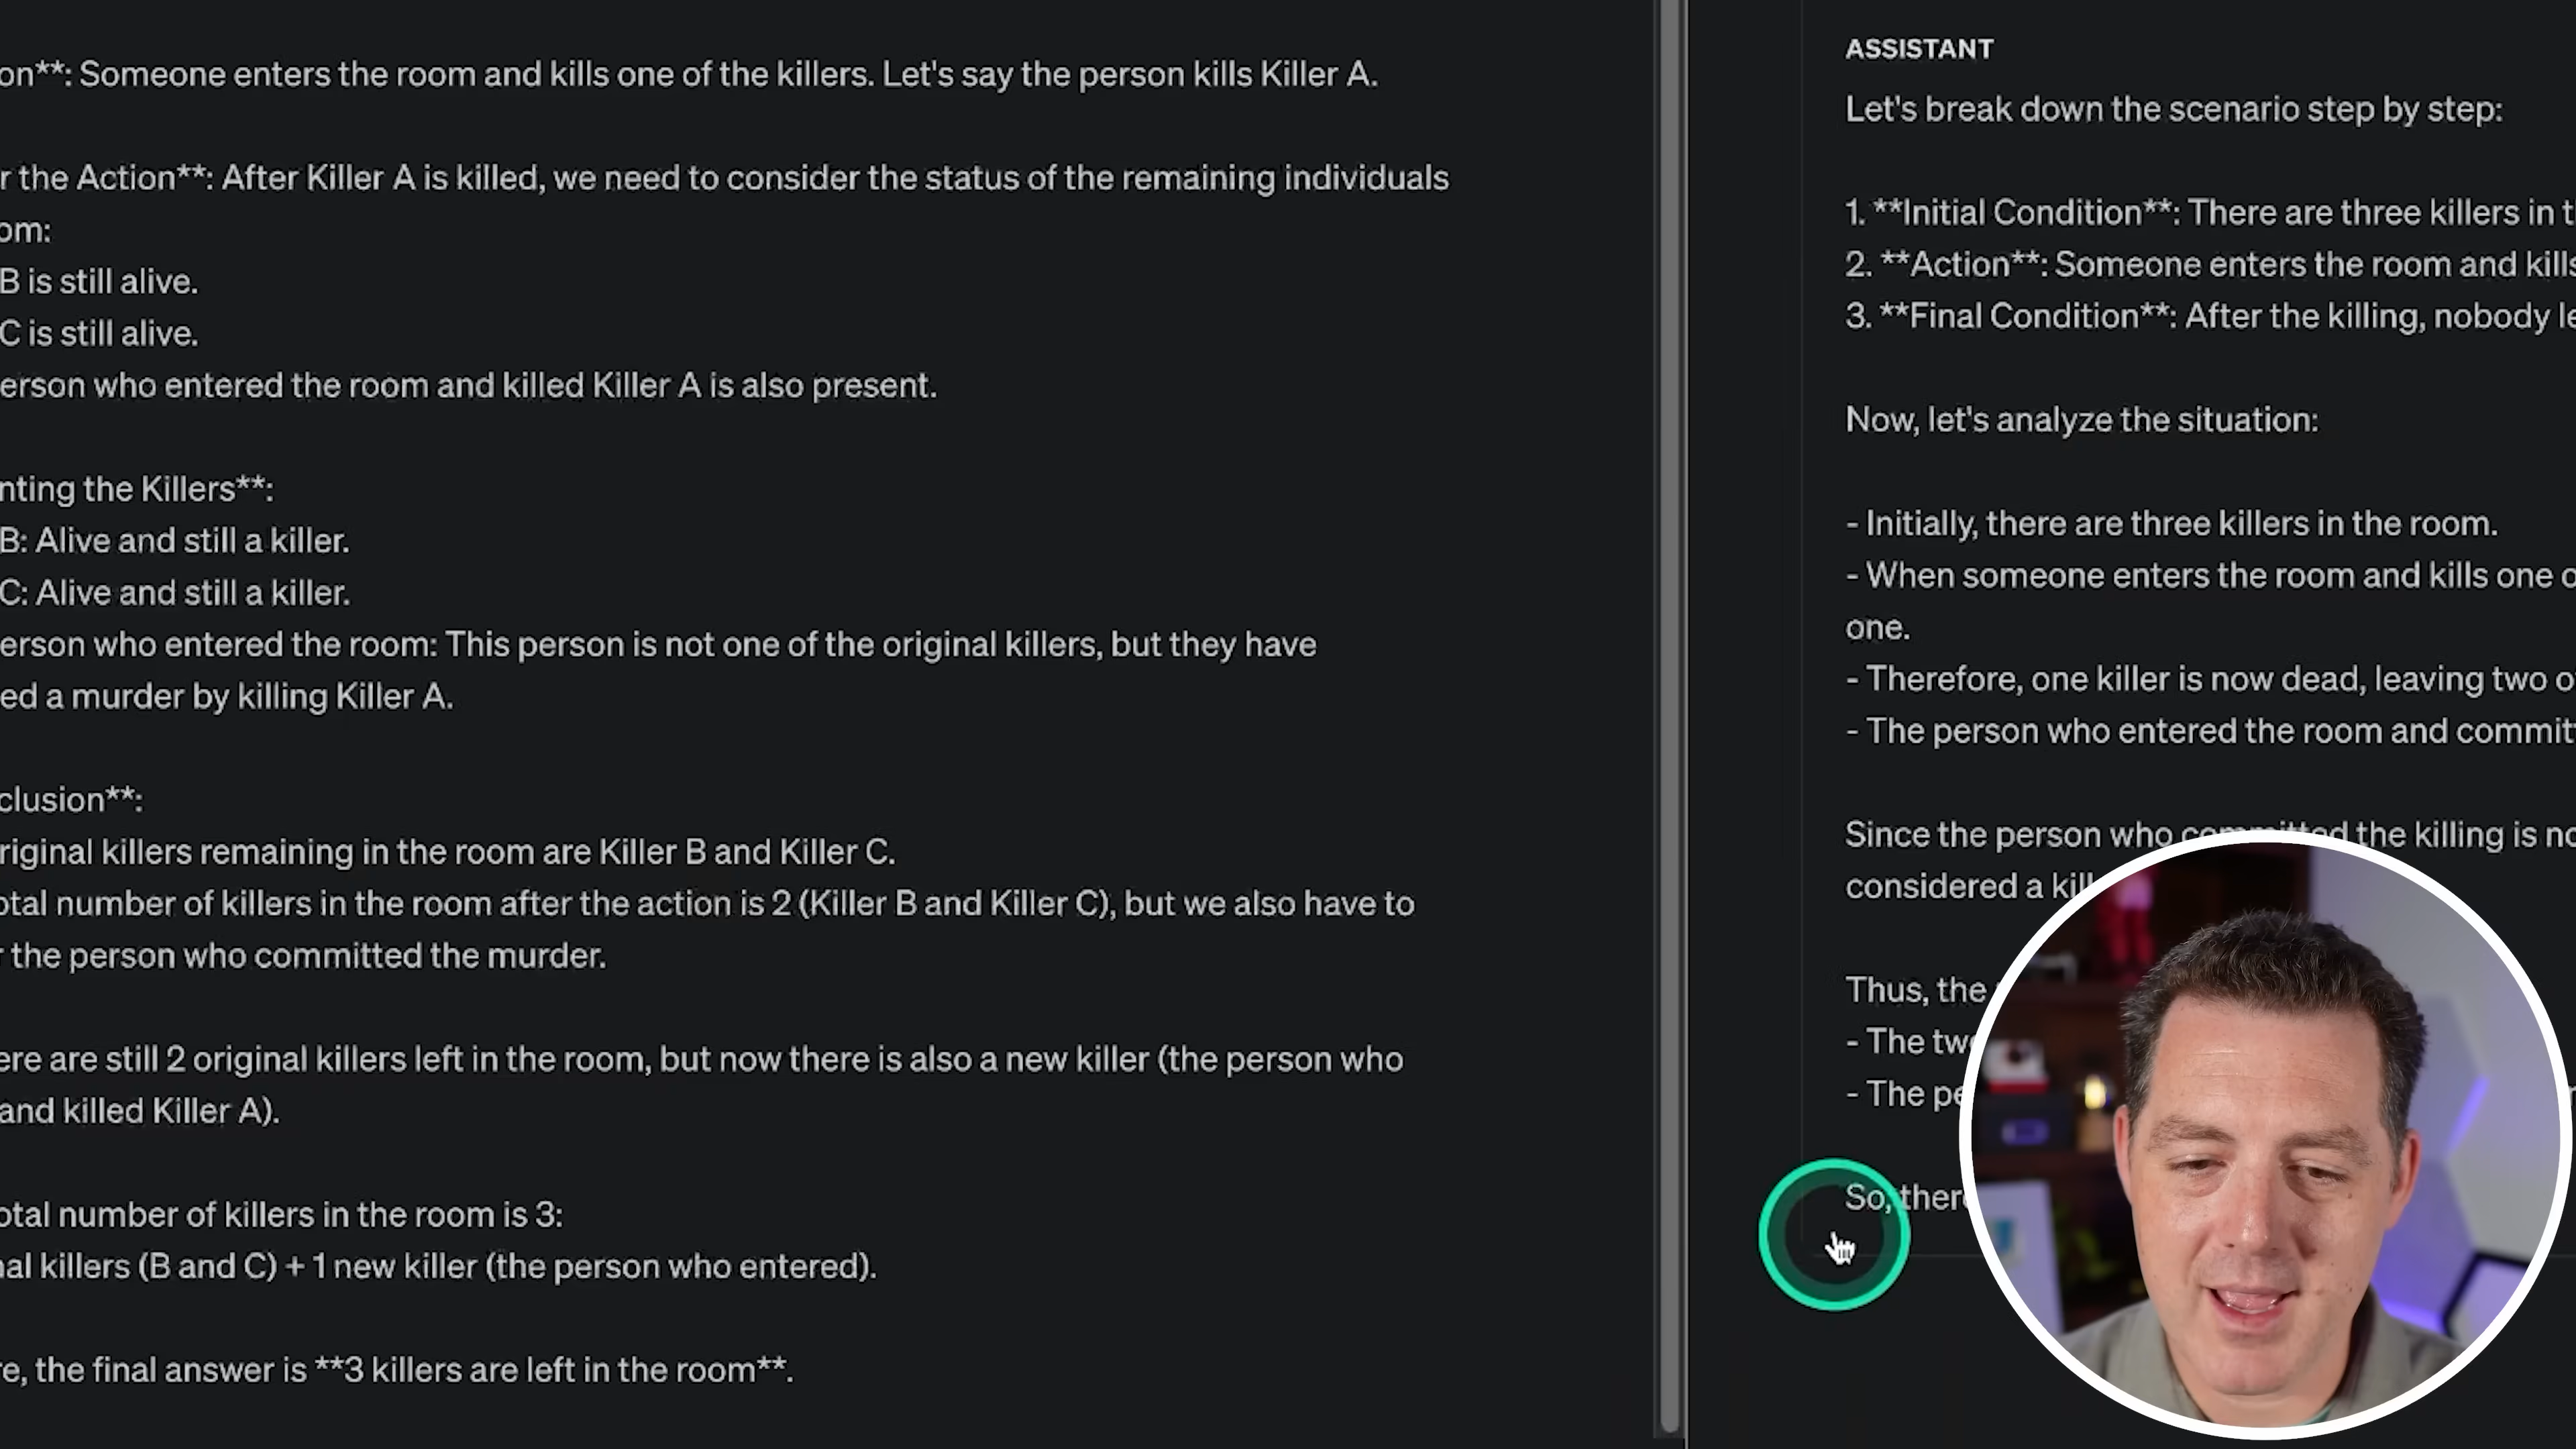 on**: Someone enters the room and kills one of the killers. Let's say the person kills Killer A.
r the Action**: After Killer A is killed, we need to consider the status of the remaining individuals
om:
B is still alive.
C is still alive.
erson who entered the room and killed Killer A is also present.
nting the Killers**:
B: Alive and still a killer.
C: Alive and still a killer.
erson who entered the room: This person is not one of the original killers, but they have
ed a murder by killing Killer A.
clusion**:
riginal killers remaining in the room are Killer B and Killer C.
otal number of killers in the room after the action is 2 (Killer B and Killer C), but we also have to
r the person who committed the murder.
ere are still 2 original killers left in the room, but now there is also a new killer (the person who
and killed Killer A).
otal number of killers in the room is 3:
nal killers (B and C) + 1 new killer (the person who entered).
re, the final answer is **3 killers are left in the room**.
ASSISTANT
Let's break down the scenario step by step:
1. **Initial Condition**: There are three killers in t
2. **Action**: Someone enters the room and kills
3. **Final Condition**: After the killing, nobody le
Now, let's analyze the situation:
- Initially, there are three killers in the room.
- When someone enters the room and kills one o
one.
- Therefore, one killer is now dead, leaving two o
- The person who entered the room and commit
Since the person who committed the killing is no
considered a kill
Thus, the
- The two
- The pe
So, there